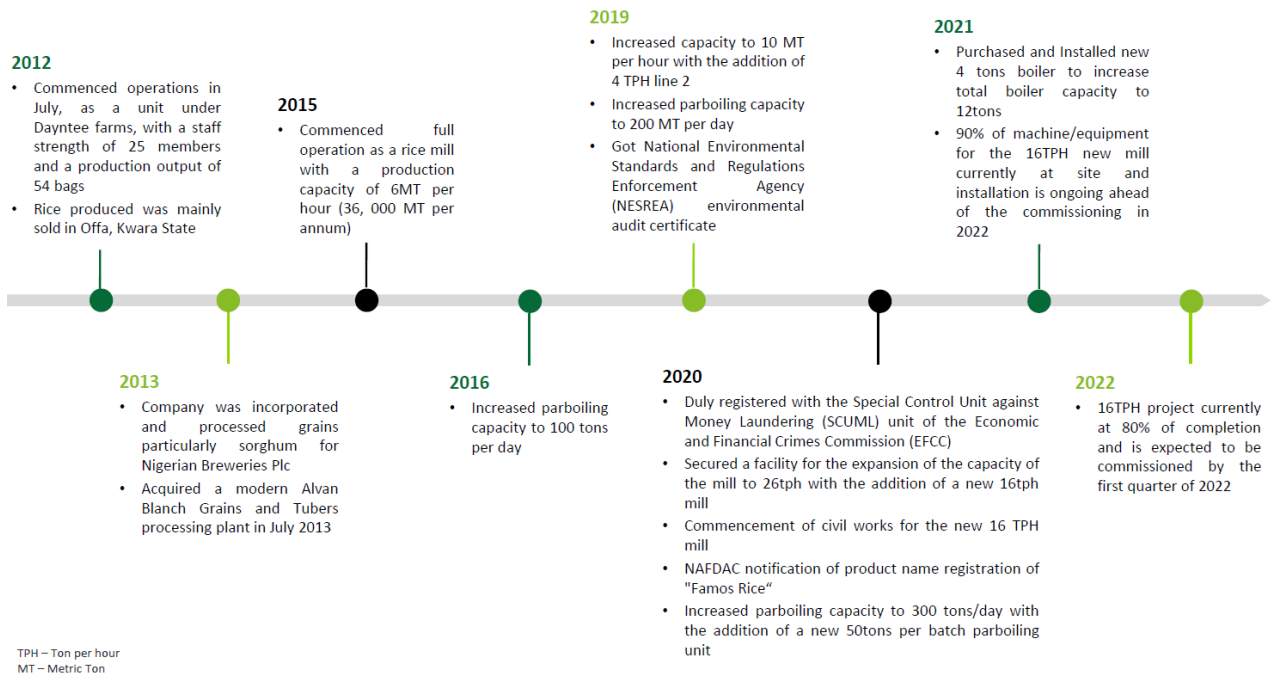 2012
• Commenced operations in
July, as a unit under
Dayntee farms, with a staff
strength of 25 members
and a production output of
54 bags
• Rice produced was mainly
sold in Offa, Kwara State
2013
• Company was incorporated
and processed grains
particularly sorghum for
Nigerian Breweries Plc
• Acquired a modern Alvan
Blanch Grains and Tubers
processing plant in July 2013
2015
• Commenced full
operation as a rice mill
with a production
capacity of 6MT per
hour (36, 000 MT per
annum)
2016
• Increased parboiling
capacity to 100 tons
per day
2019
• Increased capacity to 10 MT
per hour with the addition of
4 TPH line 2
• Increased parboiling capacity
to 200 MT per day
• Got National Environmental
Standards and Regulations
Enforcement Agency
(NESREA) environmental
audit certificate
2020
• Duly registered with the Special Control Unit against
Money Laundering (SCUML) unit of the Economic
and Financial Crimes Commission (EFCC)
• Secured a facility for the expansion of the capacity of
the mill to 26tph with the addition of a new 16tph
mill
• Commencement of civil works for the new 16 TPH
mill
• NAFDAC notification of product name registration of
"Famos Rice“
• Increased parboiling capacity to 300 tons/day with
the addition of a new 50tons per batch parboiling
unit
2021
• Purchased and Installed new
4 tons boiler to increase
total boiler capacity to
12tons
• 90% of machine/equipment
for the 16TPH new mill
currently at site and
installation is ongoing ahead
of the commissioning in
2022
2022
• 16TPH project currently
at 80% of completion
and is expected to be
commissioned by the
first quarter of 2022
TPH – Ton per hour
MT – Metric Ton